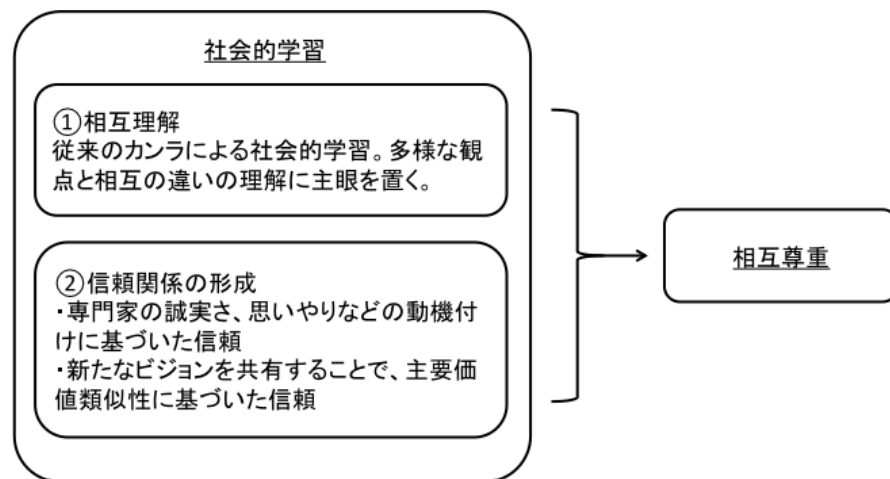 社会的学習
①相互理解
従来のカンラによる社会的学習。多様な観
点と相互の違いの理解に主眼を置く。
②信頼関係の形成
・専門家の誠実さ、思いやりなどの動機付
けに基づいた信頼
・新たなビジョンを共有することで、主要価
値類似性に基づいた信頼
相互尊重